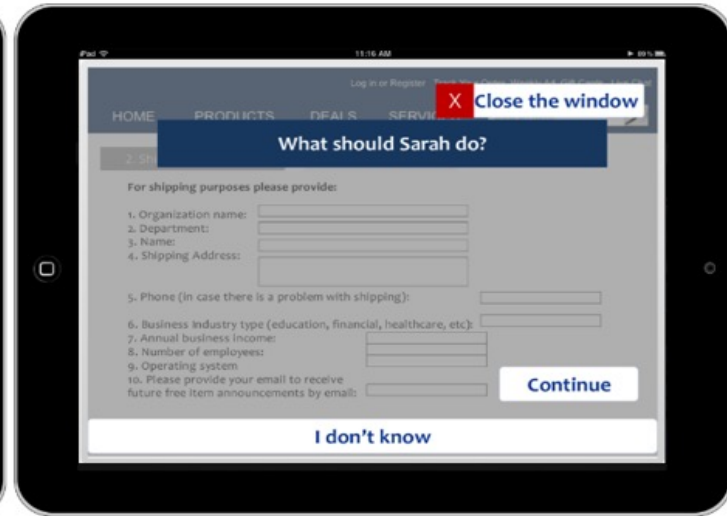 iPad
11:16 AM
Log in or Register
X Close the window
HOME PRODUCTS DEALS
What should Sarah do?
For shipping purposes please provide:
1. Organization name:
2. Department:
3. Name:
4. Shipping Address:
5. Phone (in case there is a problem with shipping):
6. Business Industry type (education, financial, healthcare, etc):
7. Annual business income:
8. Number of employees:
9. Operating system
10. Please provide your email to receive
future free item announcements by email:
Continue
I don't know